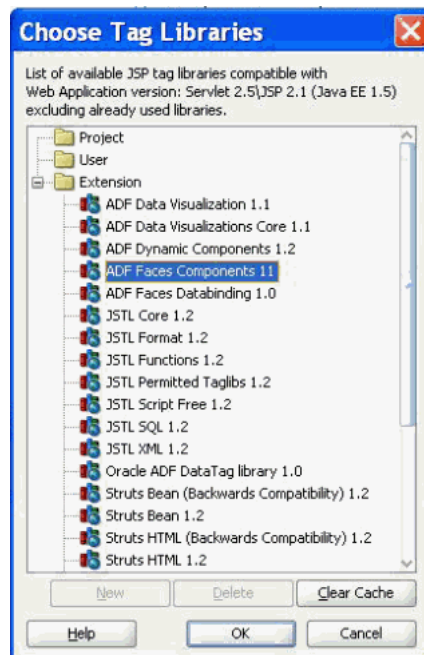 Choose Tag Libraries
List of available JSP tag libraries compatible with
Web Application version: Servlet 2.5\JSP 2.1 (Java EE 1.5)
excluding already used libraries.
Project
User
Extension
ADF Data Visualization 1.1
ADF Data Visualizations Core 1.1
ADF Dynamic Components 1.2
ADF Faces Components 11
ADF Faces Databinding 1.0
JSTL Core 1.2
JSTL Format 1.2
JSTL Functions 1.2
JSTL Permitted Taglibs 1.2
JSTL Script Free 1.2
JSTL SQL 1.2
JSTL XML 1.2
Oracle ADF DataTag library 1.0
Struts Bean (Backwards Compatibility) 1.2
Struts Bean 1.2
Struts HTML (Backwards Compatibility) 1.2
Struts HTML 1.2
New Delete Clear Cache
Help OK Cancel